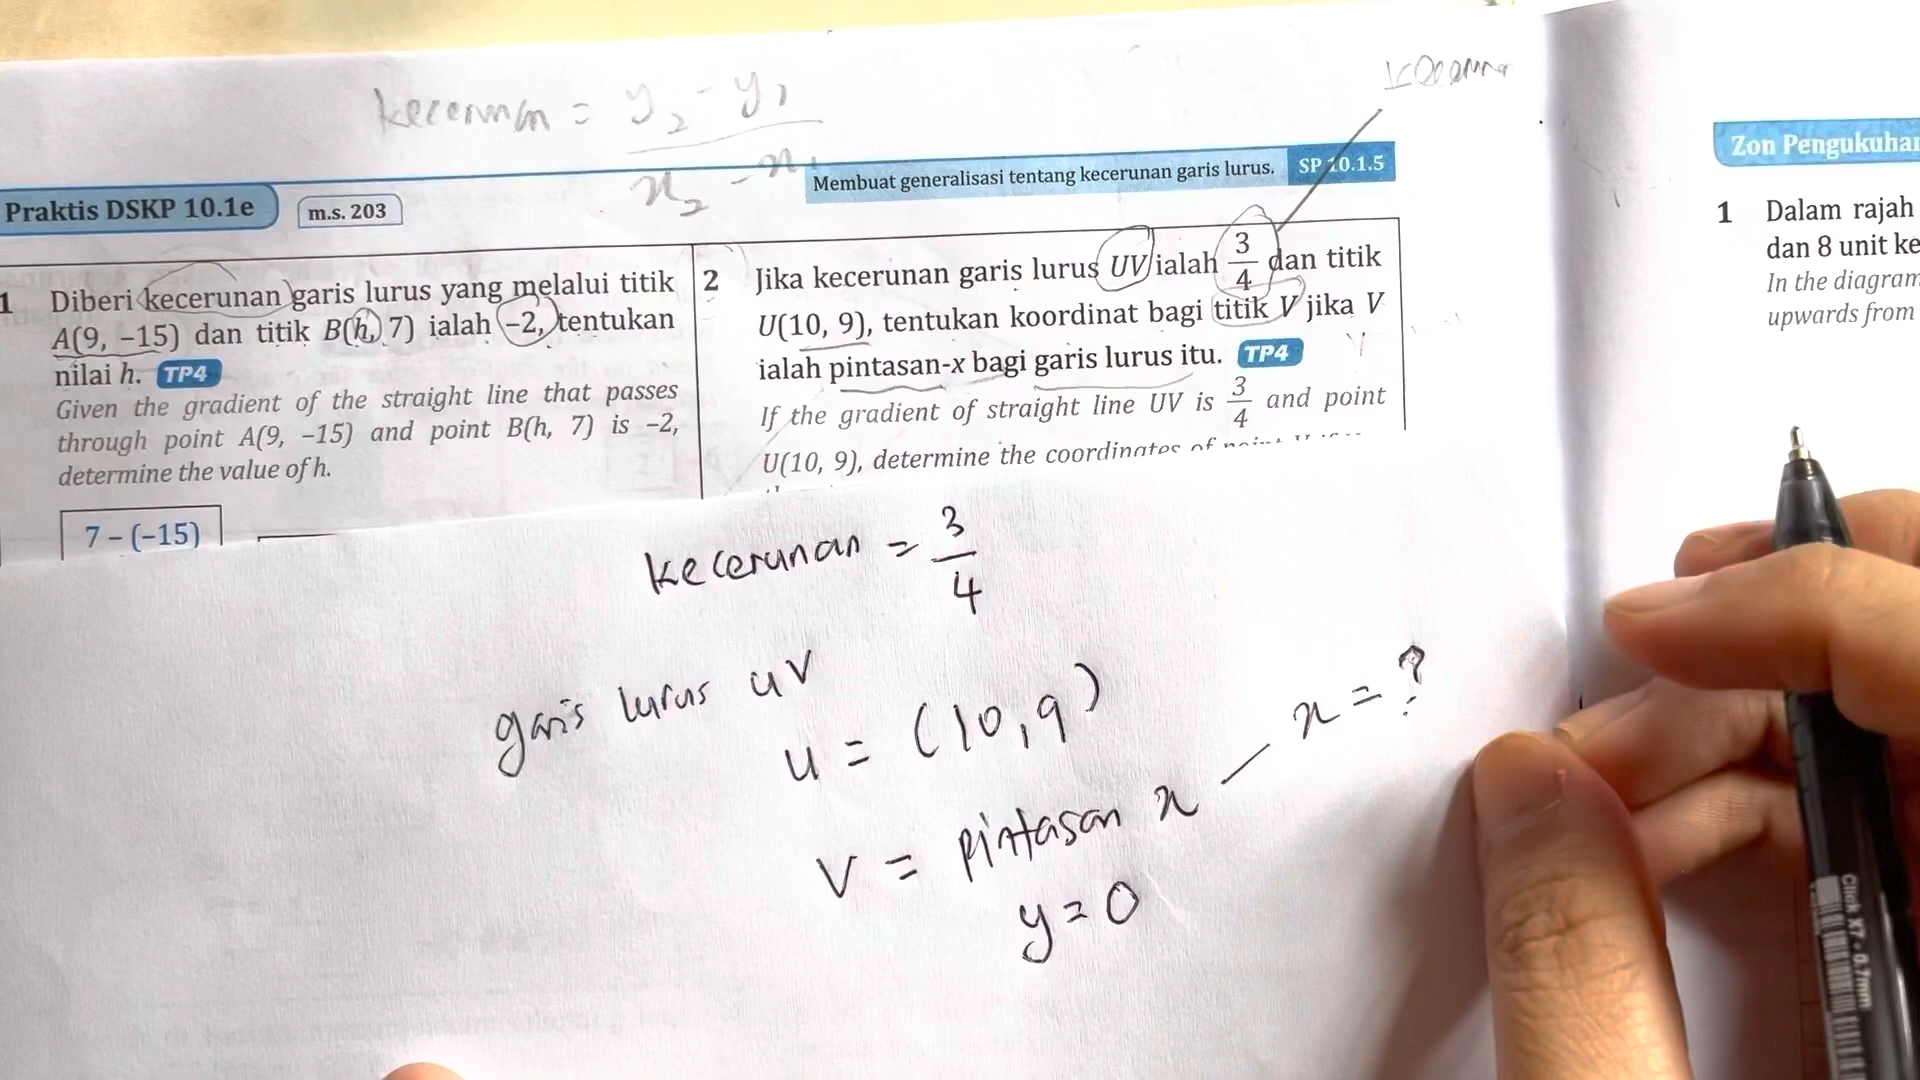 kecerunan = y₂ - y₁
x₂ - x₁
Membuat generalisasi tentang kecerunan garis lurus. SP 10.1.5
Praktis DSKP 10.1e m.s. 203
1 Diberi kecerunan garis lurus yang melalui titik
A(9, –15) dan titik B(h, 7) ialah –2, tentukan
nilai h. TP4
Given the gradient of the straight line that passes
through point A(9, –15) and point B(h, 7) is –2,
determine the value of h.
7 – (–15)
2 Jika kecerunan garis lurus UV ialah 3/4 dan titik
U(10, 9), tentukan koordinat bagi titik V jika V
ialah pintasan-x bagi garis lurus itu. TP4
If the gradient of straight line UV is 3/4 and point
U(10, 9), determine the coordinates of
kecerunan = 3/4
garis lurus UV
U = (10,9)
V = pintasan x x = ?
y = 0
Zon Pengukuhan
1 Dalam rajah
dan 8 unit ke
In the diagram
upwards from
Click X7 · 0.7mm